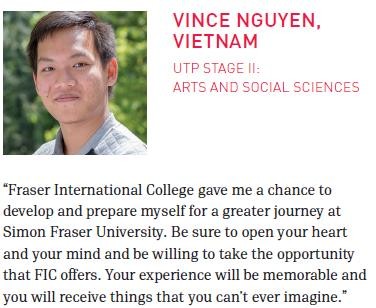 VINCE NGUYEN,
VIETNAM
UTP STAGE II:
ARTS AND SOCIAL SCIENCES
“Fraser International College gave me a chance to
develop and prepare myself for a greater journey at
Simon Fraser University. Be sure to open your heart
and your mind and be willing to take the opportunity
that FIC offers. Your experience will be memorable and
you will receive things that you can’t ever imagine.”